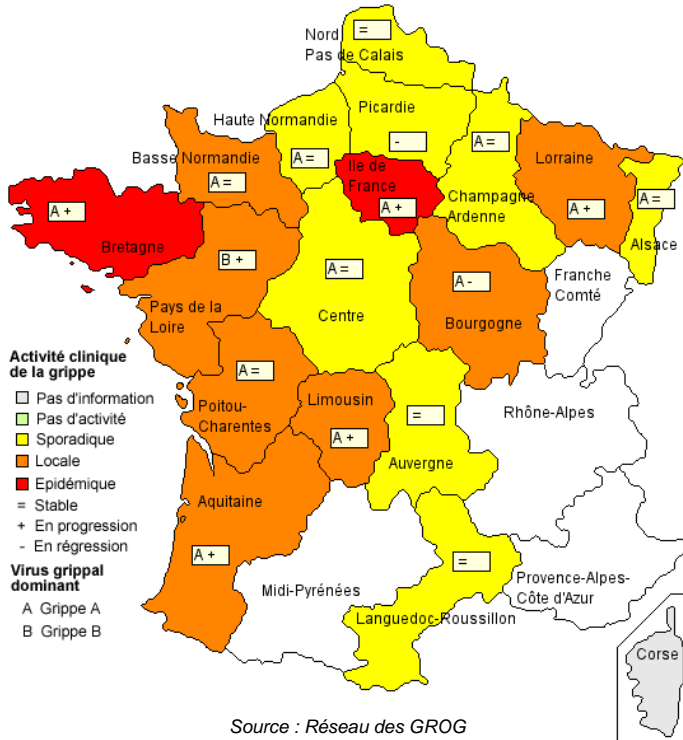 Nord
=
Pas de Calais
Haute Normandie
A =
Picardie
-
A =
Champagne
Ardenne
Lorraine
A +
A =
Alsace
Basse Normandie
A =
Ile de
France
A +
A +
Bretagne
B +
Pays de la
Loire
A =
Centre
A -
Bourgogne
Franche
Comté
A =
Poitou-
Charentes
Limousin
A +
=
Auvergne
Rhône-Alpes
Aquitaine
A +
Midi-Pyrénées
=
Languedoc-Roussillon
Provence-Alpes-
Côte d'Azur
Corse
Activité clinique
de la grippe
Pas d'information
Pas d'activité
Sporadique
Locale
Epidémique
= Stable
+ En progression
- En régression
Virus grippal
dominant
A Grippe A
B Grippe B
Source : Réseau des GROG